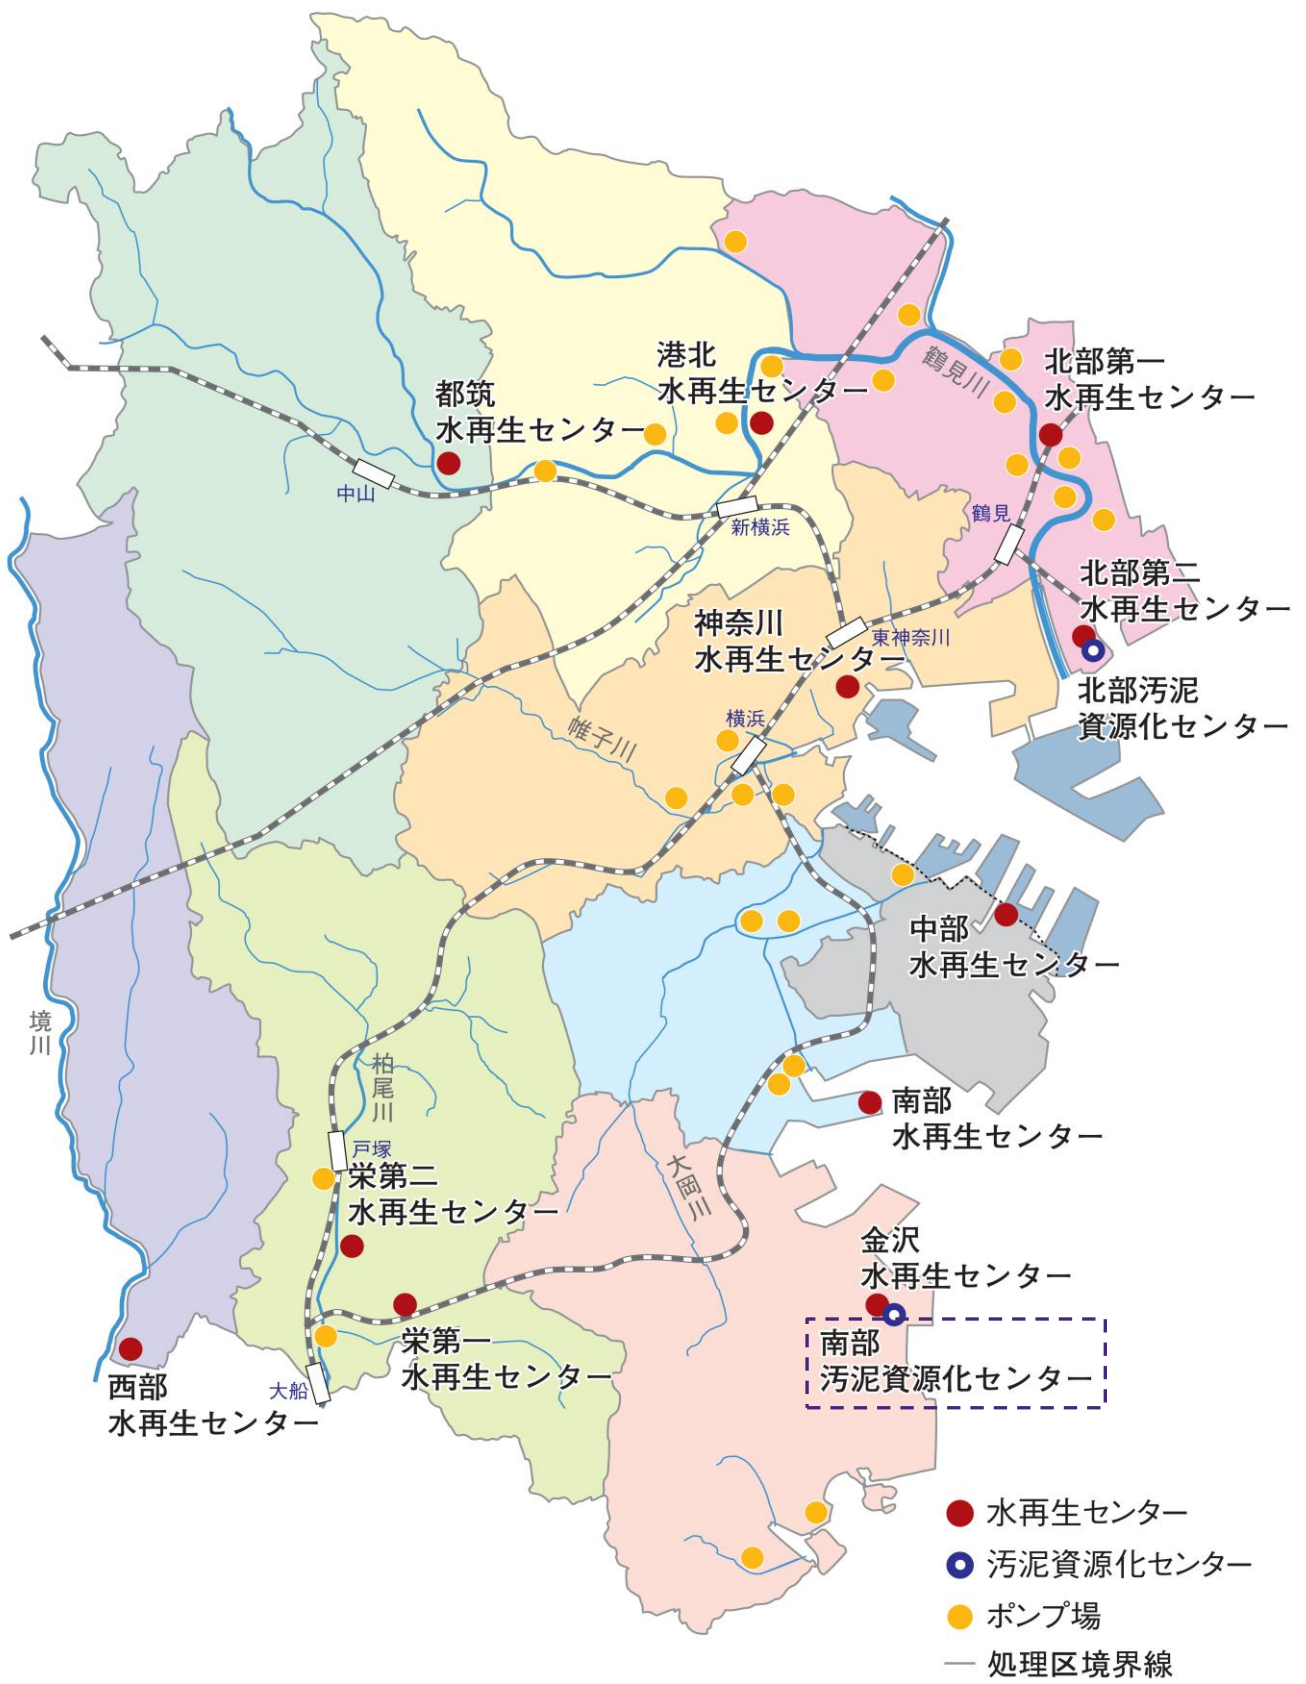 港北
水再生センター
鶴見川
北部第一
水再生センター
都筑
水再生センター
中山
新横浜
鶴見
北部第二
水再生センター
神奈川
水再生センター
東神奈川
北部汚泥
資源化センター
横浜
帷子川
中部
水再生センター
境川
柏尾川
南部
水再生センター
戸塚
栄第二
水再生センター
大岡川
金沢
水再生センター
南部
汚泥資源化センター
栄第一
水再生センター
西部
水再生センター
大船
水再生センター
汚泥資源化センター
ポンプ場
処理区境界線